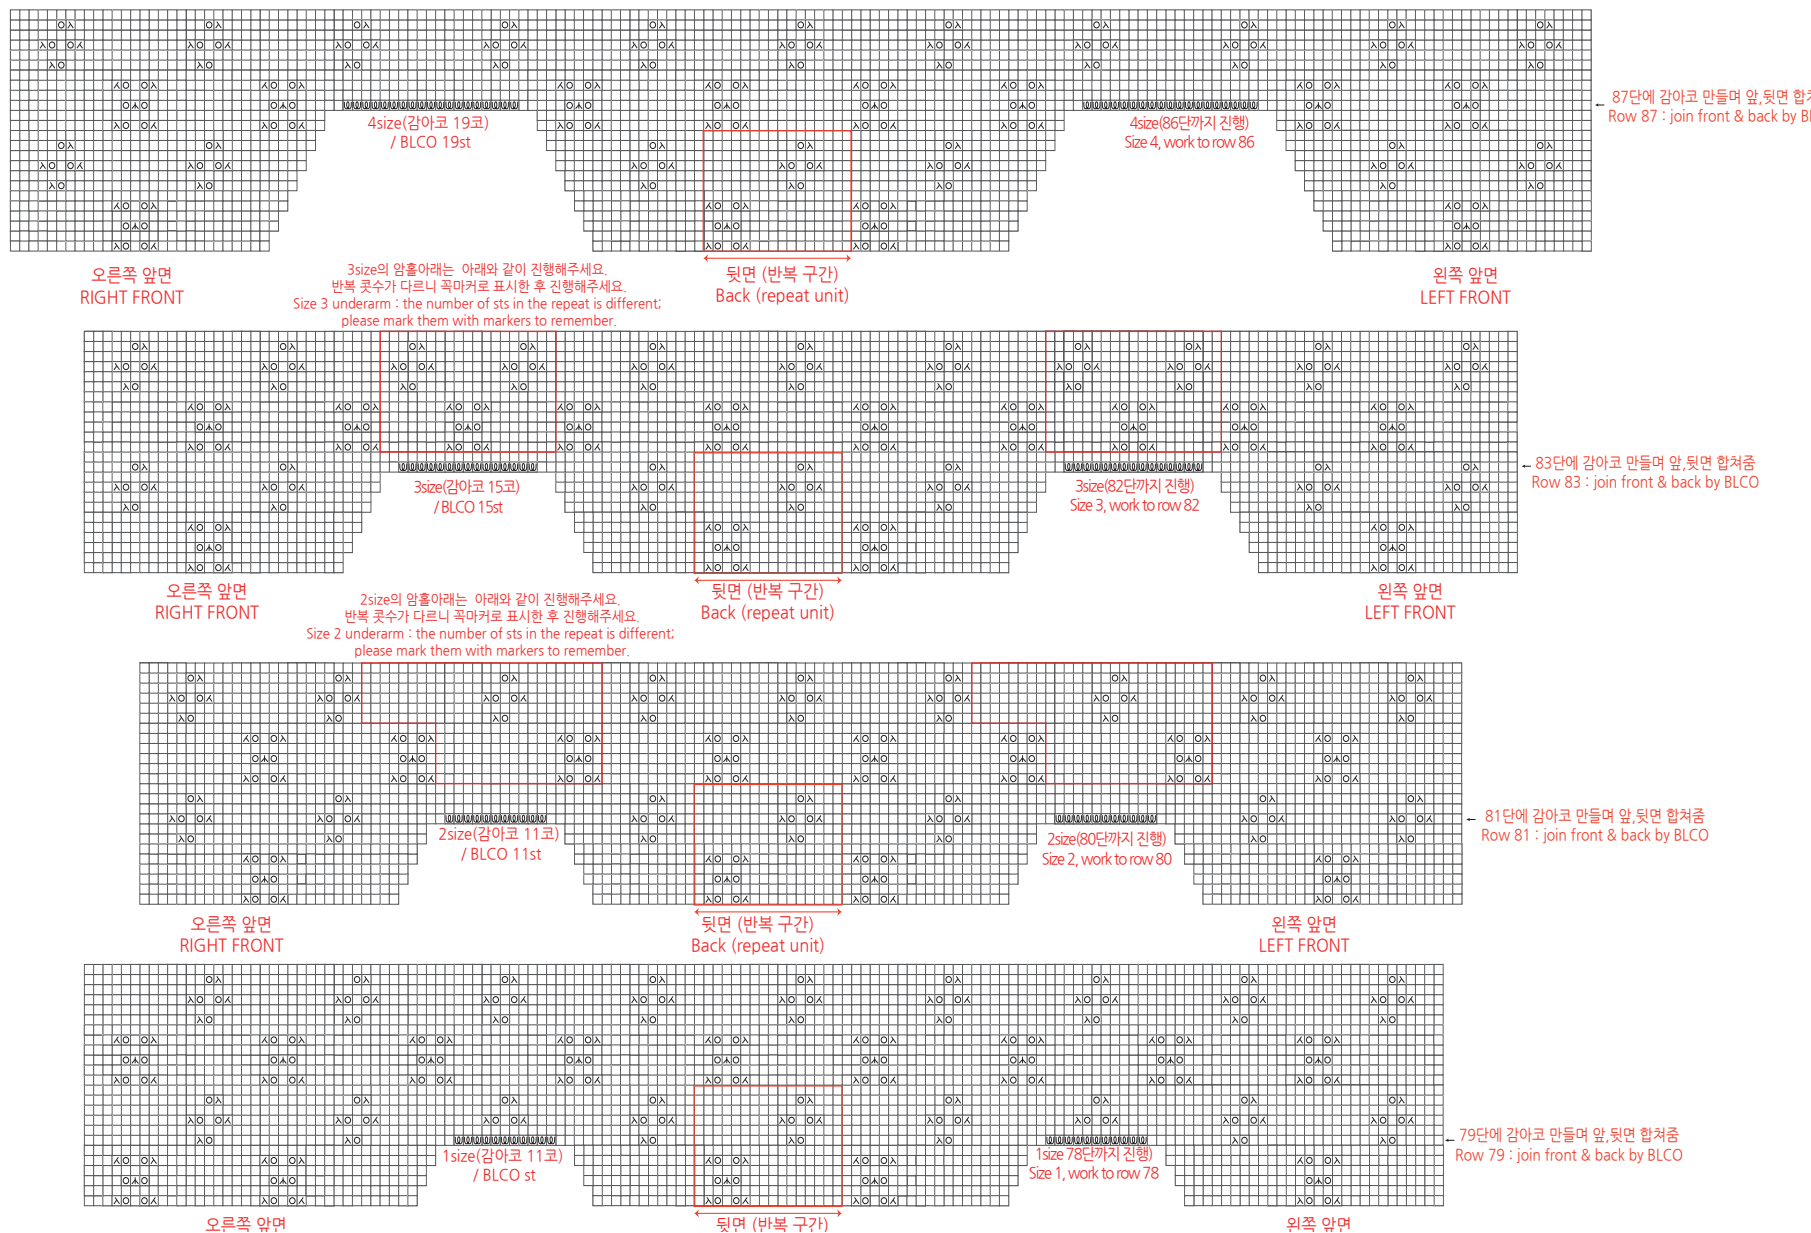 87단에 감아코 만들며 앞,뒷면 합
Row 87 : join front & back by
4size(감아코 19코)
/ BLCO 19st
4size(86단까지 진행)
Size 4, work to row 86
오른쪽 앞면
RIGHT FRONT
뒷면 (반복 구간)
Back (repeat unit)
왼쪽 앞면
LEFT FRONT
3size의 암홀아래는 아래와 같이 진행해주세요.
반복 콧수가 다르니 꼭마커로 표시한 후 진행해주세요.
Size 3 underarm : the number of sts in the repeat is different;
please mark them with markers to remember.
83단에 감아코 만들며 앞,뒷면 합쳐줌
Row 83 : join front & back by BLCO
3size(감아코 15코)
/ BLCO 15st
3size(82단까지 진행)
Size 3, work to row 82
오른쪽 앞면
RIGHT FRONT
뒷면 (반복 구간)
Back (repeat unit)
왼쪽 앞면
LEFT FRONT
2size의 암홀아래는 아래와 같이 진행해주세요.
반복 콧수가 다르니 꼭마커로 표시한 후 진행해주세요.
Size 2 underarm : the number of sts in the repeat is different;
please mark them with markers to remember.
81단에 감아코 만들며 앞,뒷면 합쳐줌
Row 81 : join front & back by BLCO
2size(감아코 11코)
/ BLCO 11st
2size(80단까지 진행)
Size 2, work to row 80
오른쪽 앞면
RIGHT FRONT
뒷면 (반복 구간)
Back (repeat unit)
왼쪽 앞면
LEFT FRONT
79단에 감아코 만들며 앞,뒷면 합쳐줌
Row 79 : join front & back by BLCO
1size(감아코 11코)
/ BLCO st
1size 78단까지 진행)
Size 1, work to row 78
오른쪽 앞면
뒷면 (반복 구간)
왼쪽 앞면